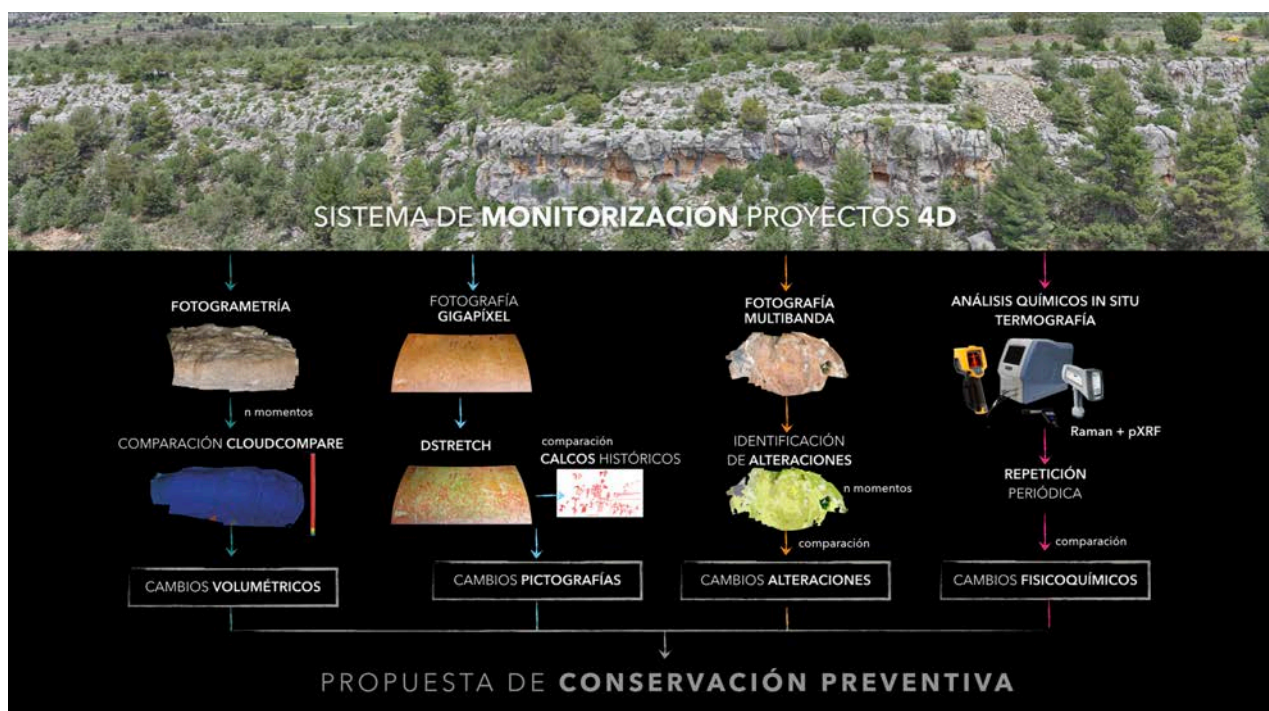 SISTEMA DE MONITORIZACIÓN PROYECTOS 4D
FOTOGRAMETRÍA
n momentos
COMPARACIÓN CLOUDCOMPARE
CAMBIOS VOLUMÉTRICOS
FOTOGRAFÍA
GIGAPÍXEL
DSTRETCH
comparación
CALCOS HISTÓRICOS
CAMBIOS PICTOGRAFÍAS
FOTOGRAFÍA
MULTIBANDA
IDENTIFICACIÓN
DE ALTERACIONES
n momentos
comparación
CAMBIOS ALTERACIONES
ANÁLISIS QUÍMICOS IN SITU
TERMOGRAFÍA
Raman + pXRF
REPETICIÓN
PERIÓDICA
comparación
CAMBIOS FISICOQUÍMICOS
PROPUESTA DE CONSERVACIÓN PREVENTIVA